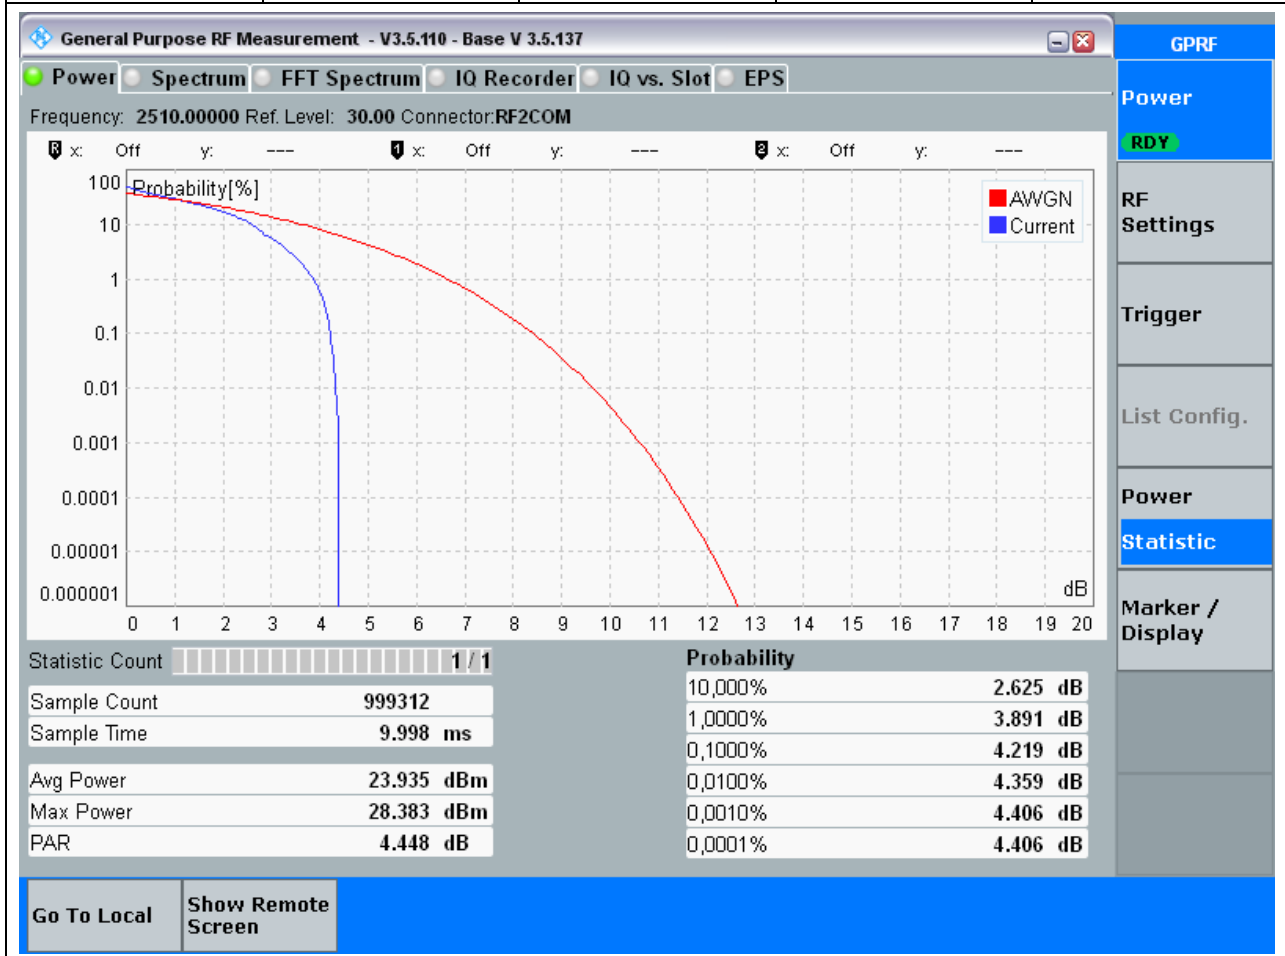 General Purpose RF Measurement - V3.5.110 - Base V 3.5.137
GPRF
Power Spectrum FFT Spectrum IQ Recorder IQ vs. Slot EPS
Frequency: 2510.00000 Ref. Level: 30.00 Connector:RF2COM
R x: Off y: --- 1 x: Off y: --- 2 x: Off y: ---
Probability[%]
AWGN
Current
100
10
1
0.1
0.01
0.001
0.0001
0.00001
0.000001
dB
0 1 2 3 4 5 6 7 8 9 10 11 12 13 14 15 16 17 18 19 20
Statistic Count 1 / 1
Sample Count 999312
Sample Time 9.998 ms
Avg Power 23.935 dBm
Max Power 28.383 dBm
PAR 4.448 dB
Probability
10,000% 2.625 dB
1,0000% 3.891 dB
0,1000% 4.219 dB
0,0100% 4.359 dB
0,0010% 4.406 dB
0,0001% 4.406 dB
Power
RDY
RF
Settings
Trigger
List Config.
Power
Statistic
Marker /
Display
Go To Local
Show Remote
Screen